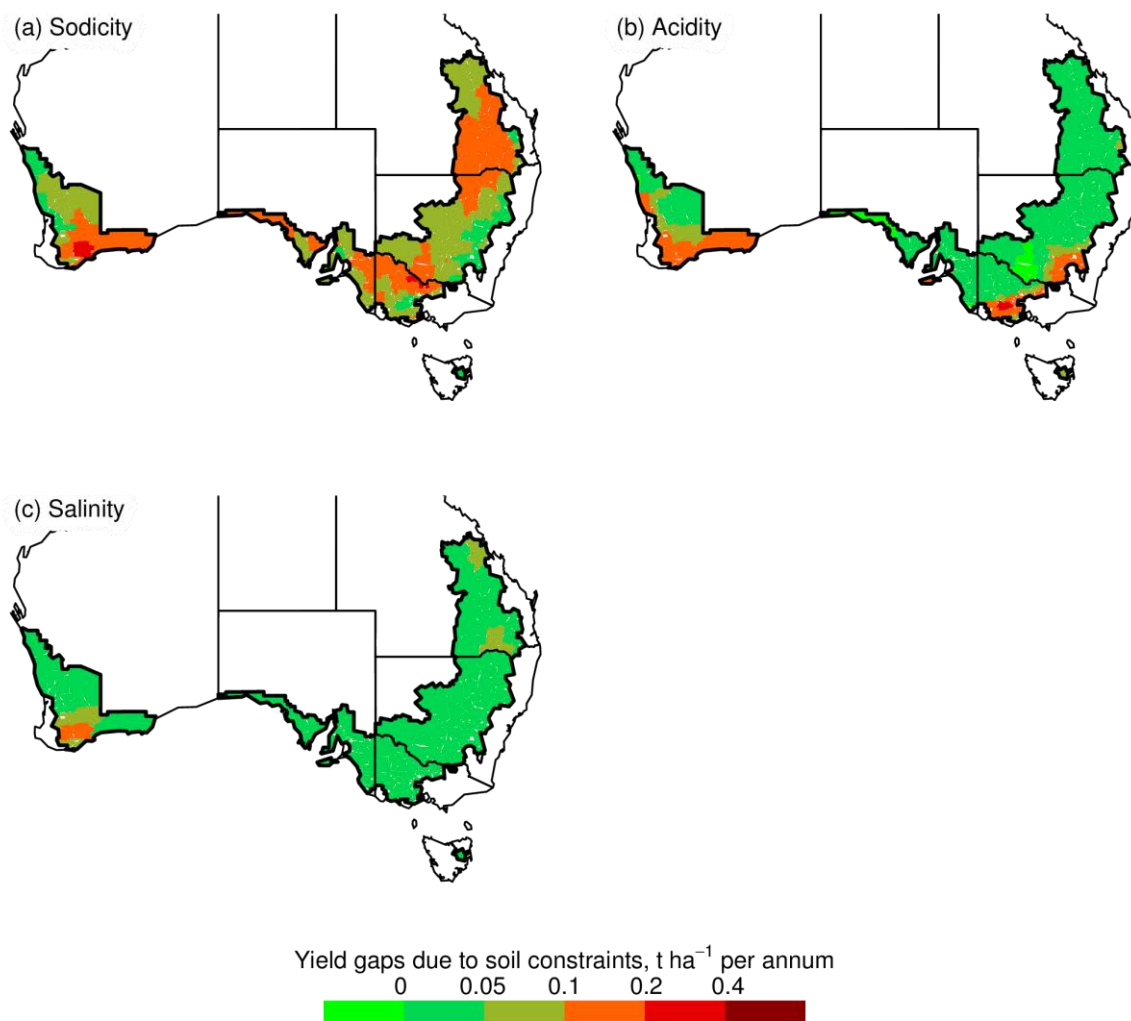 (a) Sodicity
(b) Acidity
(c) Salinity
Yield gaps due to soil constraints, t ha⁻¹ per annum
0 0.05 0.1 0.2 0.4